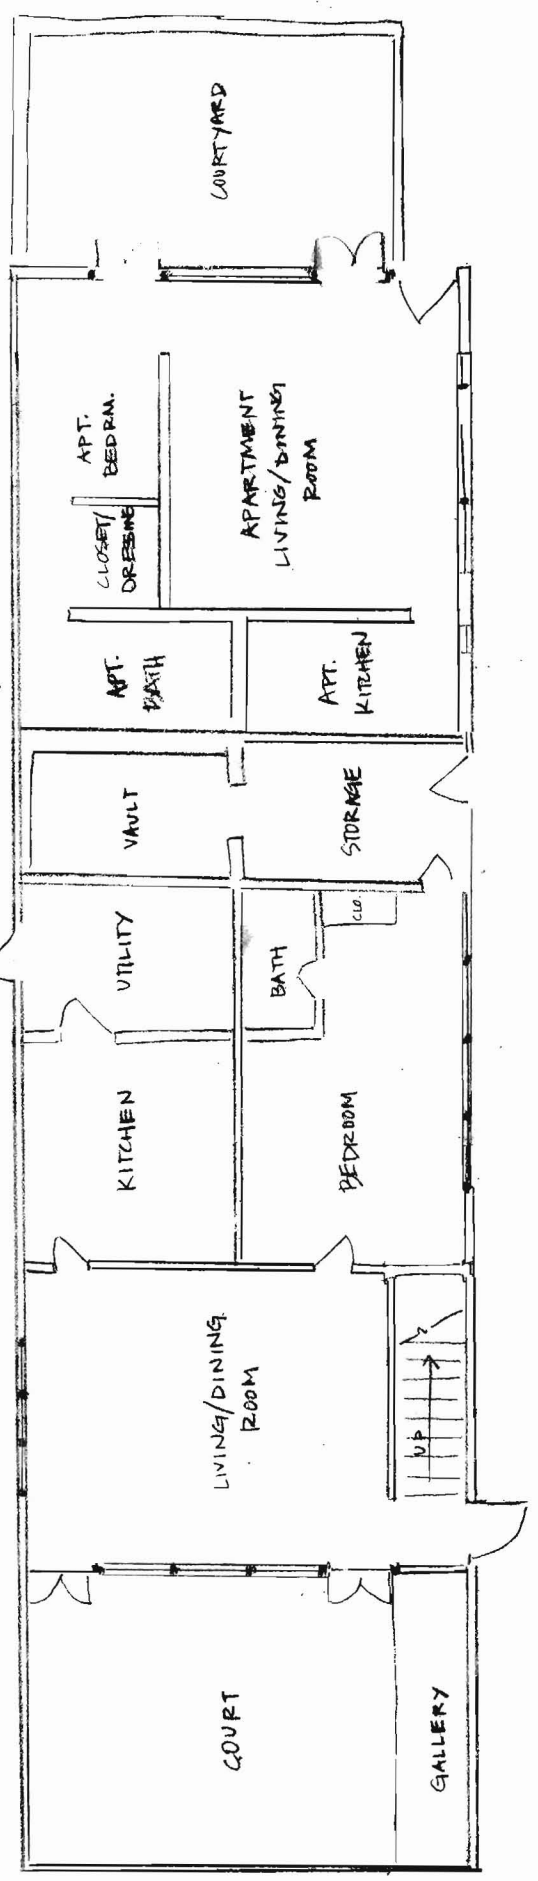 COURTYARD
APT.
BEDRM.
CLOSET/
DRESSING
APARTMENT
LIVING/DINING
ROOM
APT.
BATH
APT.
KITCHEN
VAULT
STORAGE
UTILITY
BATH
CLO.
KITCHEN
BEDROOM
LIVING/DINING
ROOM
UP
COURT
GALLERY